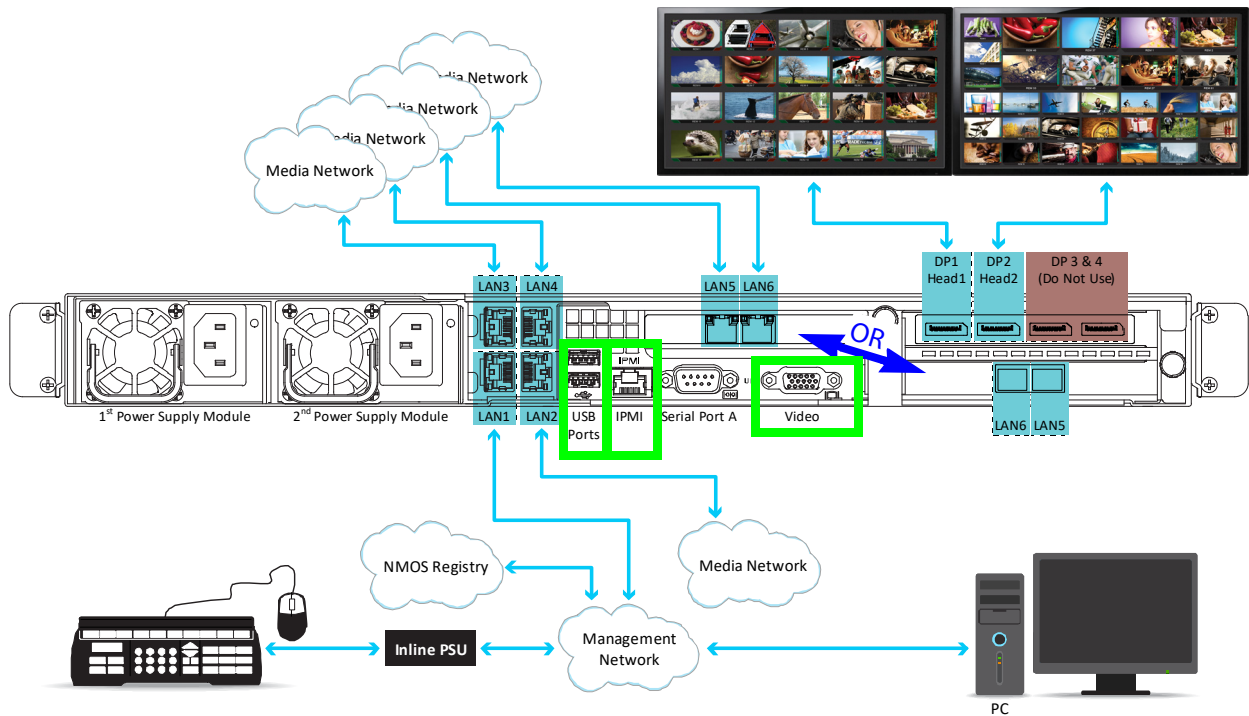 Media Network
Media Network
Media Network
Media Network
DP1
Head1
DP2
Head2
DP 3 & 4
(Do Not Use)
LAN3
LAN4
LAN5
LAN6
OR
IPMI
1st Power Supply Module
2nd Power Supply Module
LAN1
LAN2
USB
Ports
IPMI
Serial Port A
Video
LAN6
LAN5
NMOS Registry
Media Network
Inline PSU
Management
Network
PC